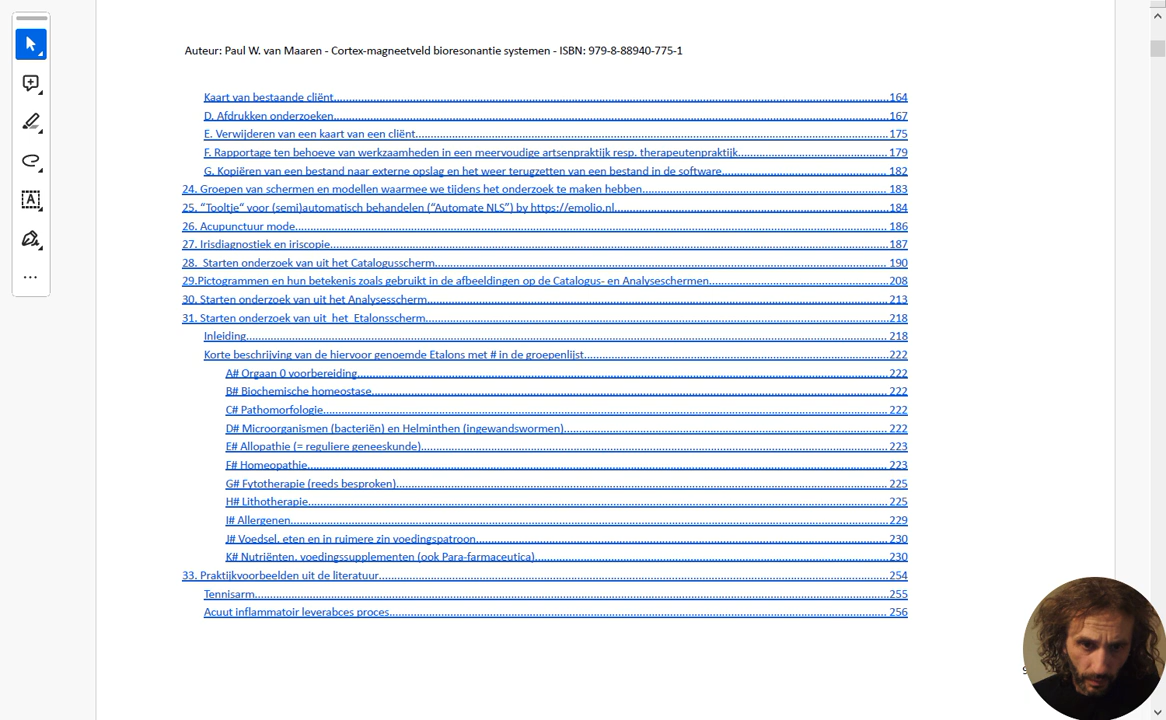 Auteur: Paul W. van Maaren - Cortex-magneetveld bioresonantie systemen - ISBN: 979-8-88940-775-1
Kaart van bestaande cliënt 164
D. Afdrukken onderzoeken 167
E. Verwijderen van een kaart van een cliënt 175
F. Rapportage ten behoeve van werkzaamheden in een meervoudige artsenpraktijk resp. therapeutenpraktijk 179
G. Kopiëren van een bestand naar externe opslag en het weer terugzetten van een bestand in de software 182
24. Groepen van schermen en modellen waarmee we tijdens het onderzoek te maken hebben 183
25. “Tooltje“ voor (semi)automatisch behandelen (“Automate NLS”) by https://emolio.nl 184
26. Acupunctuur mode 186
27. Irisdiagnostiek en iriscopie 187
28. Starten onderzoek van uit het Catalogusscherm 190
29.Pictogrammen en hun betekenis zoals gebruikt in de afbeeldingen op de Catalogus- en Analyseschermen 208
30. Starten onderzoek van uit het Analysesscherm 213
31. Starten onderzoek van uit het Etalonsscherm 218
Inleiding 218
Korte beschrijving van de hiervoor genoemde Etalons met # in de groepenlijst 222
A# Orgaan 0 voorbereiding 222
B# Biochemische homeostase 222
C# Pathomorfologie 222
D# Microorganismen (bacteriën) en Helminthen (ingewandswormen) 222
E# Allopathie (= reguliere geneeskunde) 223
F# Homeopathie 223
G# Fytotherapie (reeds besproken) 225
H# Lithotherapie 225
I# Allergenen 229
J# Voedsel, eten en in ruimere zin voedingspatroon 230
K# Nutriënten, voedingssupplementen (ook Para-farmaceutica) 230
33. Praktijkvoorbeelden uit de literatuur 254
Tennisarm 255
Acuut inflammatoir leverabces proces 256